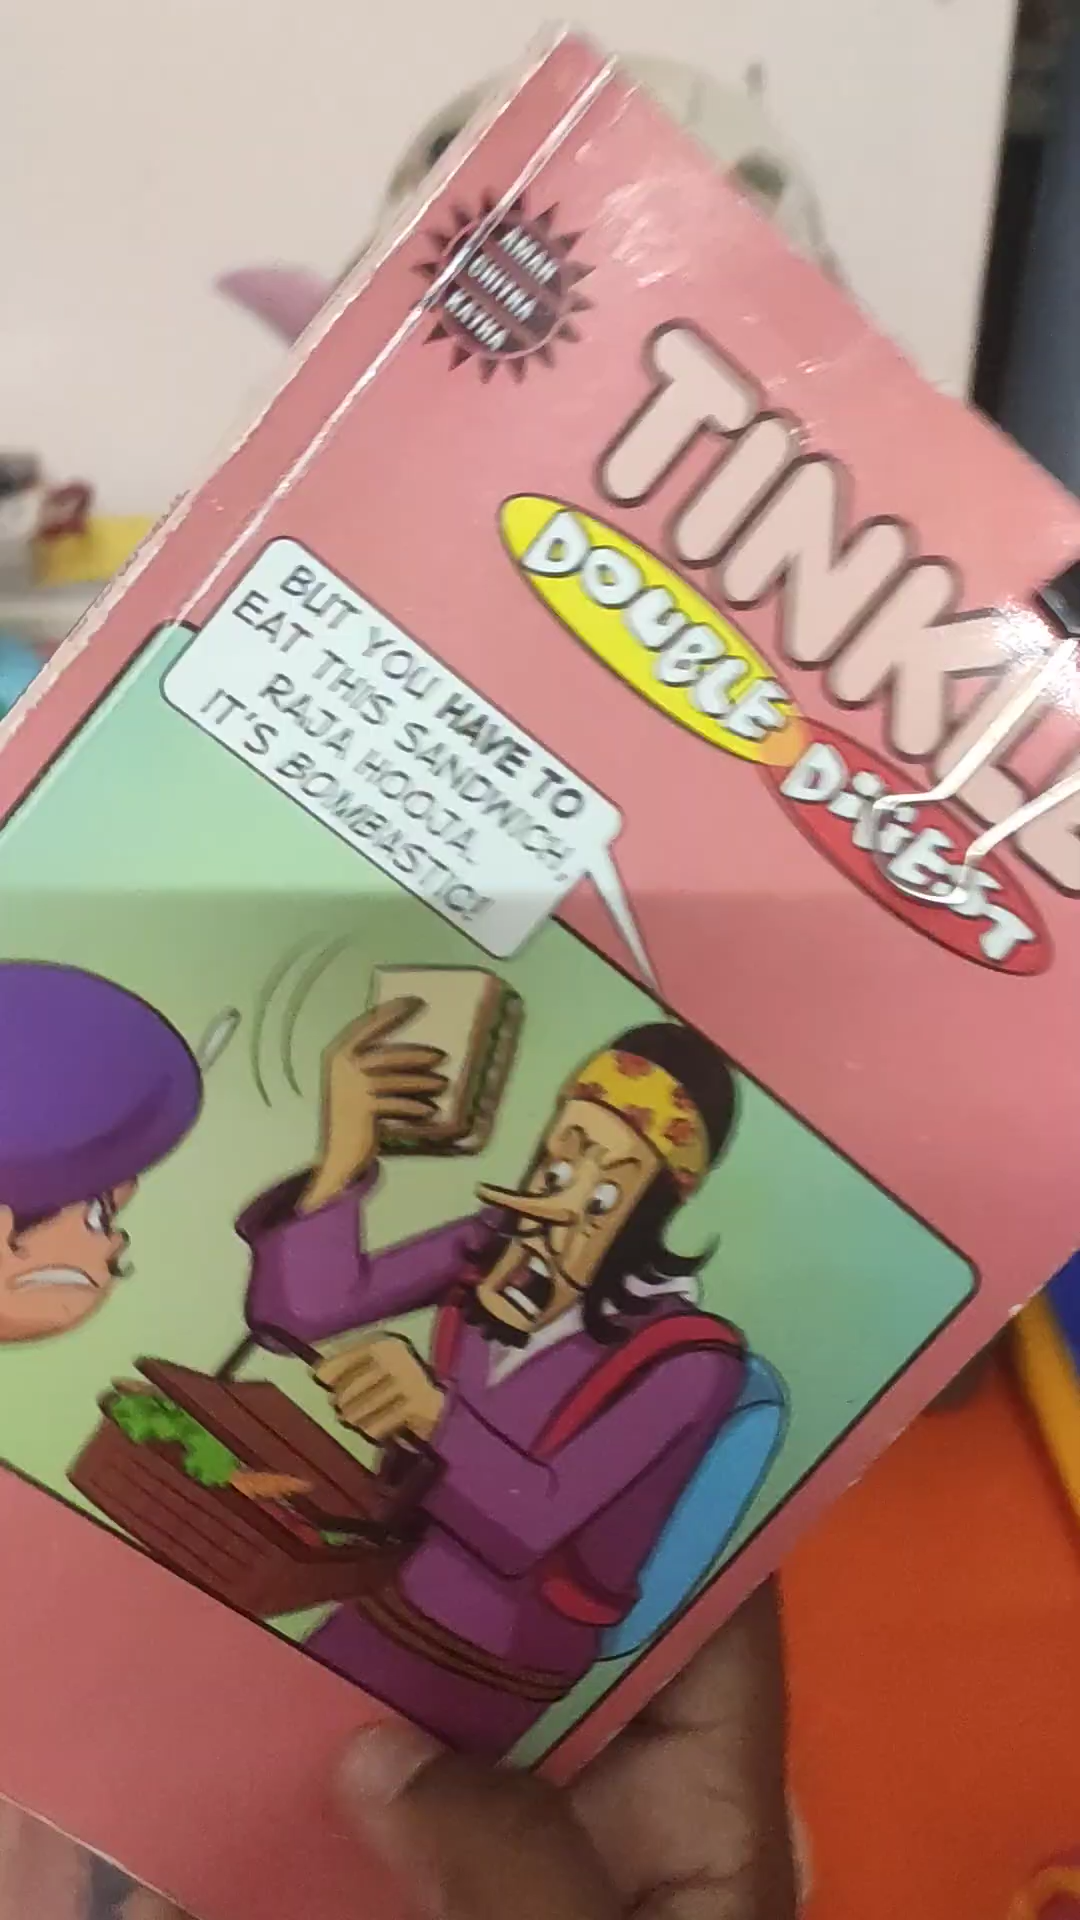 AMAR
CHITRA
KATHA
TINKLE
DOUBLE
DIGEST
BUT YOU HAVE TO
EAT THIS SANDWICH,
RAJA HOOJA.
IT'S BOMBASTIC!